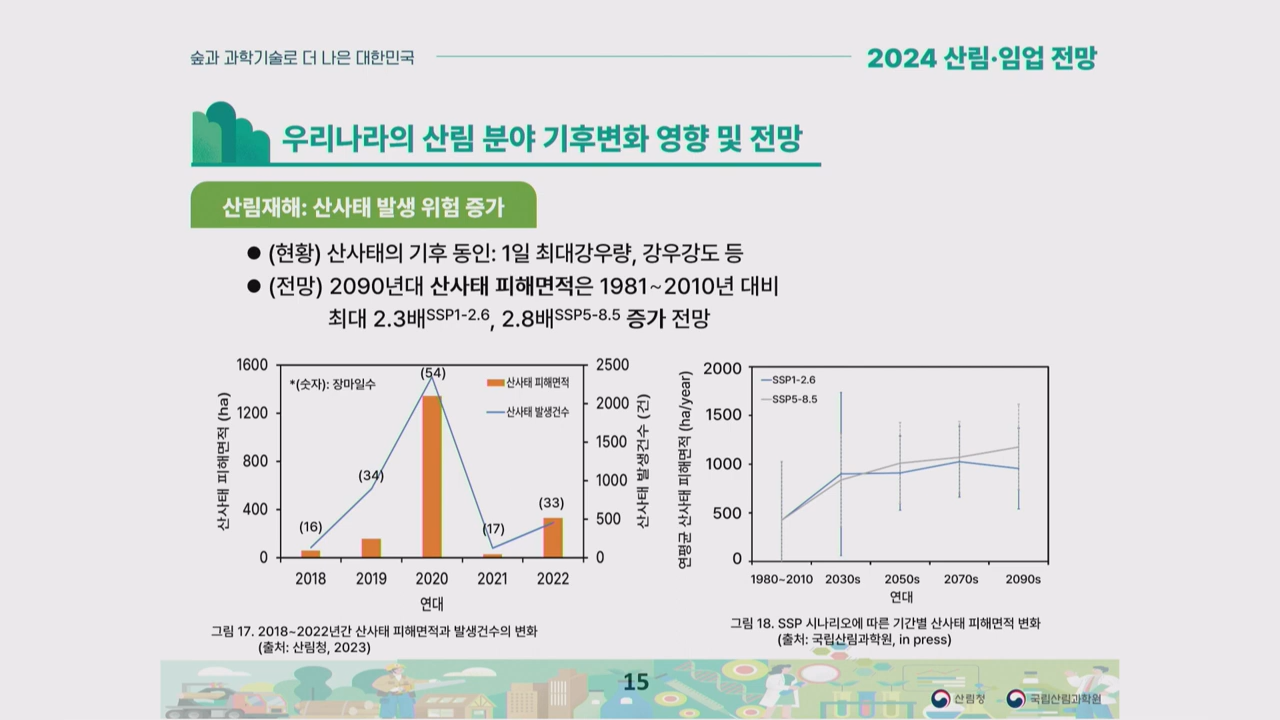 숲과 과학기술로 더 나은 대한민국
2024 산림·임업 전망
우리나라의 산림 분야 기후변화 영향 및 전망
산림재해: 산사태 발생 위험 증가
● (현황) 산사태의 기후 동인: 1일 최대강우량, 강우강도 등
● (전망) 2090년대 산사태 피해면적은 1981~2010년 대비
최대 2.3배SSP1-2.6, 2.8배SSP5-8.5 증가 전망
산사태 피해면적 (ha)
1600
1200
800
400
0
*(숫자): 장마일수
(16)
(34)
(54)
(17)
(33)
산사태 피해면적
산사태 발생건수
2500
2000
1500
1000
500
0
산사태 발생건수 (건)
2018 2019 2020 2021 2022
연대
그림 17. 2018~2022년간 산사태 피해면적과 발생건수의 변화
(출처: 산림청, 2023)
연평균 산사태 피해면적 (ha/year)
2000
1500
1000
500
0
SSP1-2.6
SSP5-8.5
1980~2010 2030s 2050s 2070s 2090s
연대
그림 18. SSP 시나리오에 따른 기간별 산사태 피해면적 변화
(출처: 국립산림과학원, in press)
15
산림청
국립산림과학원